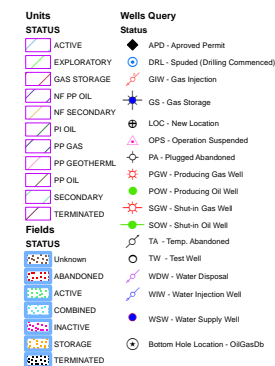 Units
STATUS
ACTIVE
EXPLORATORY
GAS STORAGE
NF PP OIL
NF SECONDARY
PI OIL
PP GAS
PP GEOTHERML
PP OIL
SECONDARY
TERMINATED
Fields
STATUS
Unknown
ABANDONED
ACTIVE
COMBINED
INACTIVE
STORAGE
TERMINATED
Wells Query
Status
APD - Aproved Permit
DRL - Spuded (Drilling Commenced)
GIW - Gas Injection
GS - Gas Storage
LOC - New Location
OPS - Operation Suspended
PA - Plugged Abandoned
PGW - Producing Gas Well
POW - Producing Oil Well
SGW - Shut-in Gas Well
SOW - Shut-in Oil Well
TA - Temp. Abandoned
TW - Test Well
WDW - Water Disposal
WIW - Water Injection Well
WSW - Water Supply Well
Bottom Hole Location - OilGasDb